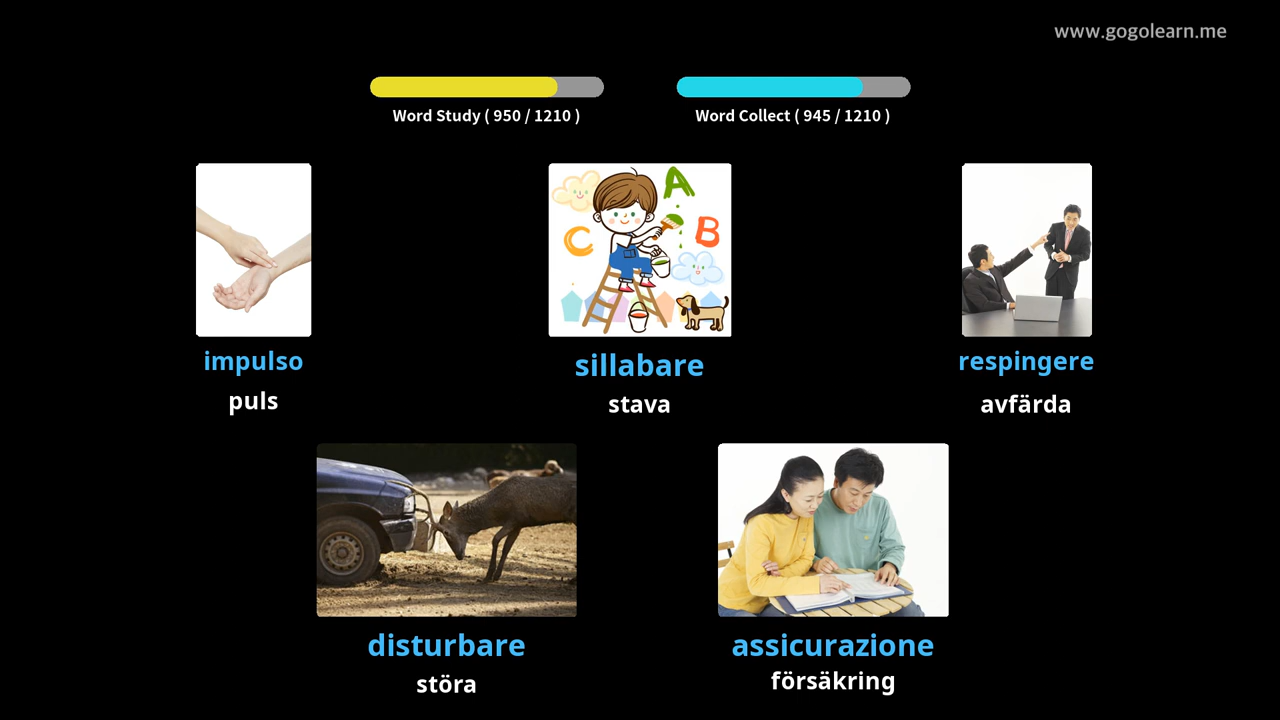 www.gogolearn.me
Word Study ( 950 / 1210 )
Word Collect ( 945 / 1210 )
A
B
C
impulso
puls
sillabare
stava
respingere
avfärda
disturbare
störa
assicurazione
försäkring